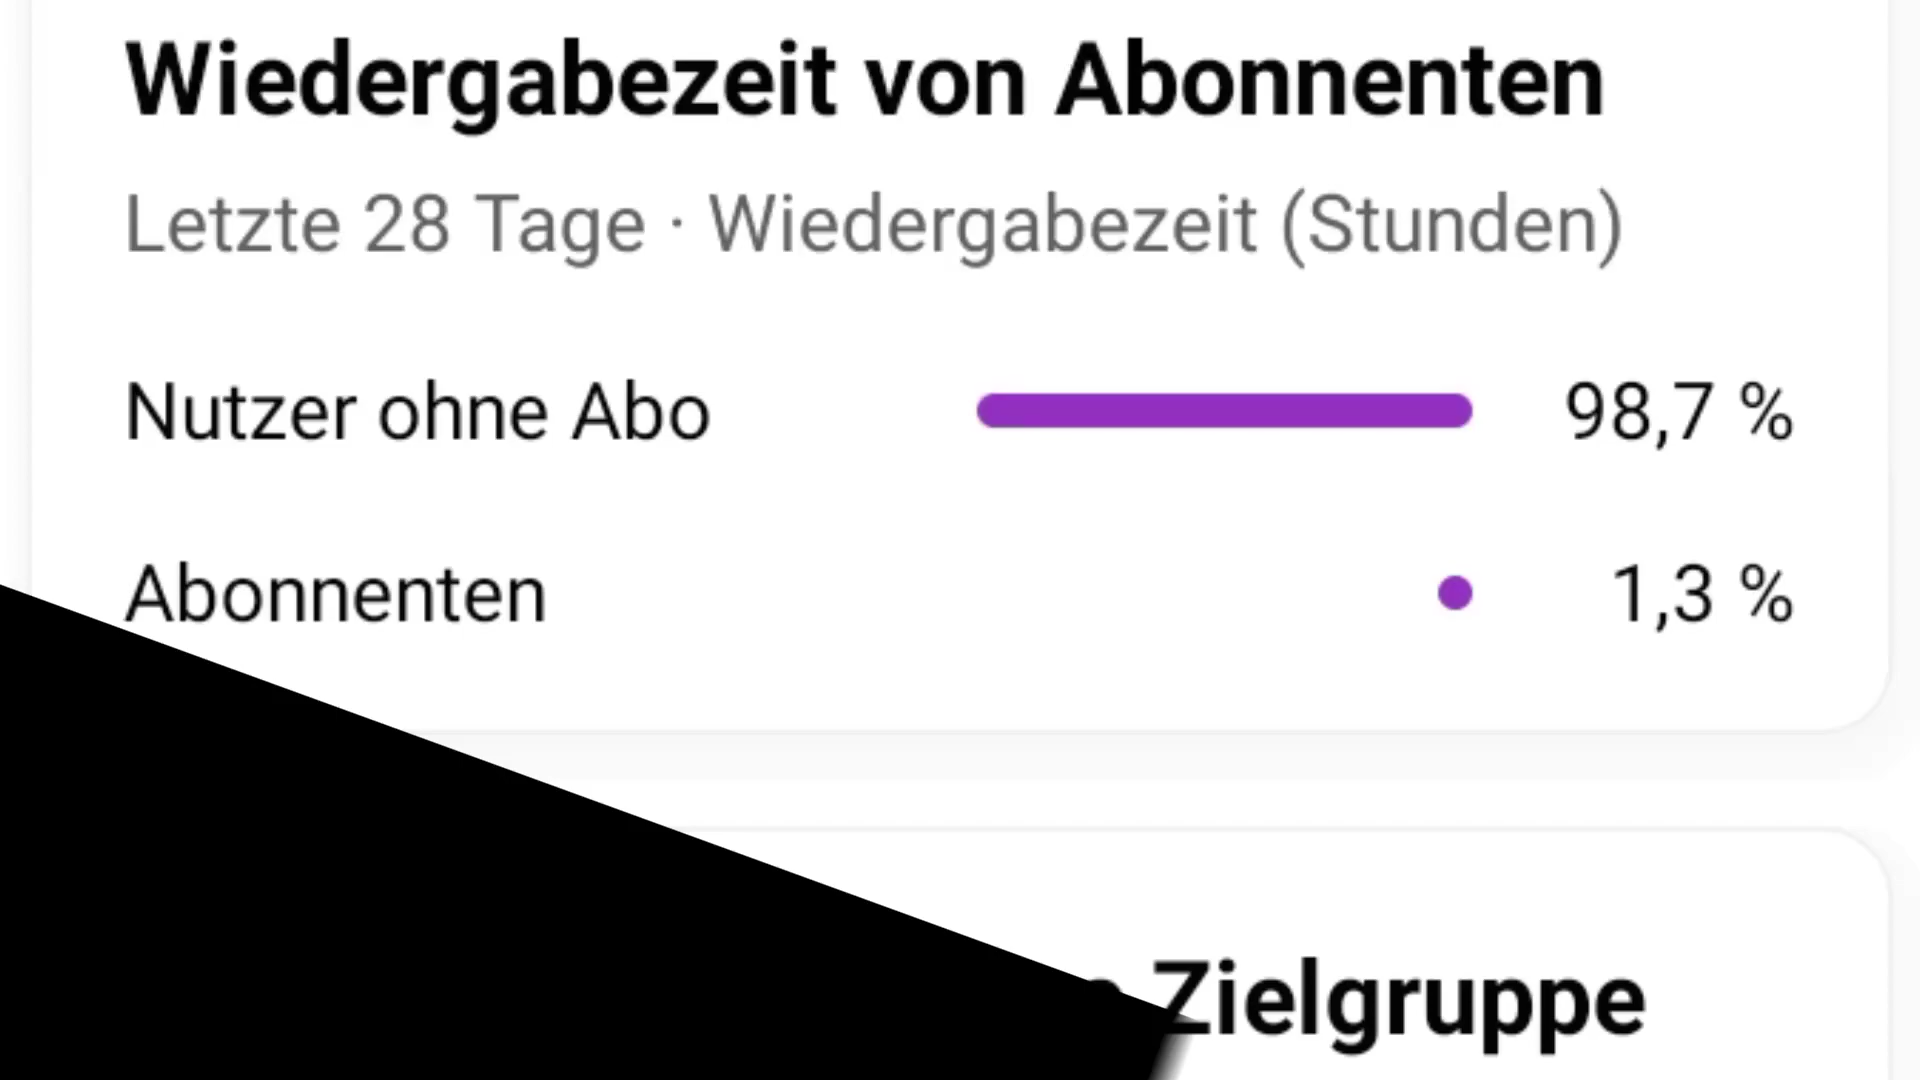 Wiedergabezeit von Abonnenten
Letzte 28 Tage · Wiedergabezeit (Stunden)
Nutzer ohne Abo 98,7 %
Abonnenten 1,3 %
Zielgruppe